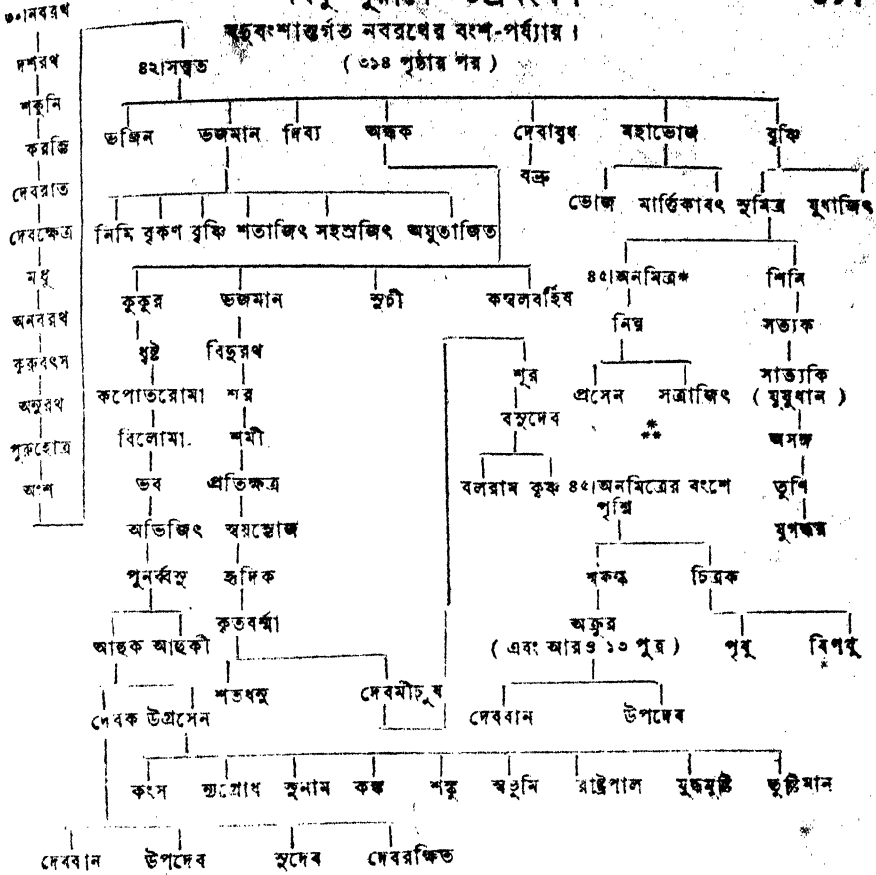 ৩০।নবরথ
যদুবংশান্তর্গত নবরথের বংশ-পর্য্যায়।
দশরথ ৪২।সত্বত ( ৩১৪ পৃষ্ঠার পর )
শকুনি
ভজিন ভজমান দিব্য অন্ধক দেবাবৃধ মহাভোজ বৃষ্ণি
করম্ভি
বভ্রু
দেবরাত
ভোজ মার্ত্তিকাবৎ সুমিত্র যুধাজিৎ
দেবক্ষেত্র নিমি বৃকণ বৃষ্ণি শতাজিৎ সহস্রজিৎ অযুতাজিত
মধু
৪৫।অনমিত্র* শিনি
অনবরথ কুকুর ভজমান সুচী কম্বলবর্হিষ
নিঘ্ন সত্যক
কুরুবৎস ধৃষ্ট বিদুরথ
শূর সাত্যকি
অনুরথ কপোতরোমা শর প্রসেন সত্রাজিৎ ( যুযুধান )
বসুদেব
পুরুহোত্র বিলোমা শমী ***
অসঙ্গ
অংশ ভব প্রতিক্ষত্র বলরাম কৃষ্ণ ৪৫।অনমিত্রের বংশে তুণি
পৃশ্নি
অভিজিৎ স্বয়ম্ভোজ যুগন্ধর
পুনর্ব্বসু হৃদিক শ্বফল্ক চিত্রক
কৃতবর্ম্মা অক্রুর
আহুক আহুকী ( এবং আরও ১৩ পুত্র ) পৃথু বিপৃথু
*
শতধনু দেবমীঢ়ুষ
দেবক উগ্রসেন দেববান উপদেব
কংস ন্যগ্রোধ সুনাম কঙ্ক শঙ্কু স্বভূমি রাষ্ট্রপাল যুদ্ধমুষ্টি তুষ্টিমান
দেববান উপদেব সুদেব দেবরক্ষিত